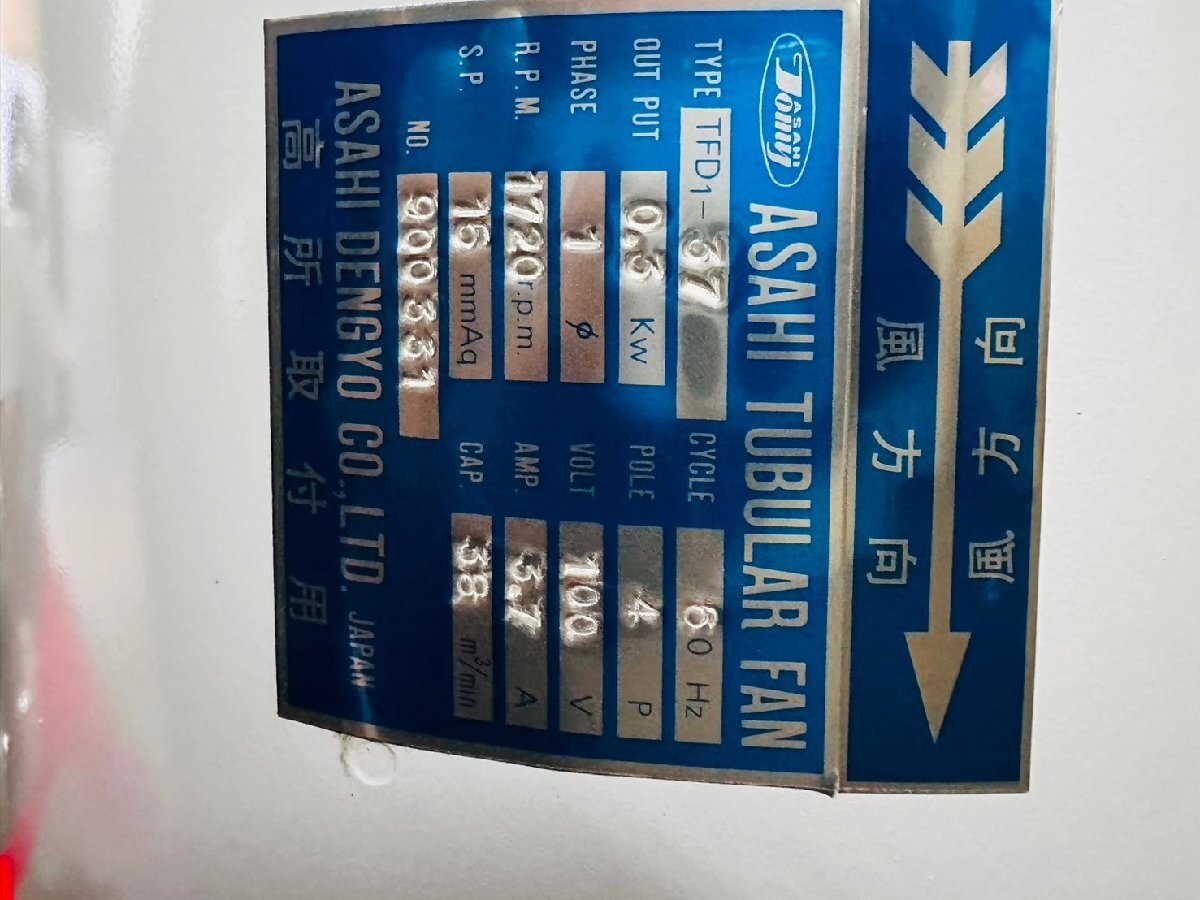 風方向
風方向
ASAHI Tomy ASAHI TUBULAR FAN
TYPE TFD1-37 CYCLE 60 Hz
OUT PUT 0.3 Kw POLE 4 P
PHASE 1 ϕ VOLT 100 V
R.P.M. 1720 r.p.m. AMP. 3.7 A
S.P. 15 mmAq CAP. 38 m³/min
NO. 900331
ASAHI DENGYO CO.,LTD. JAPAN
高所取付用